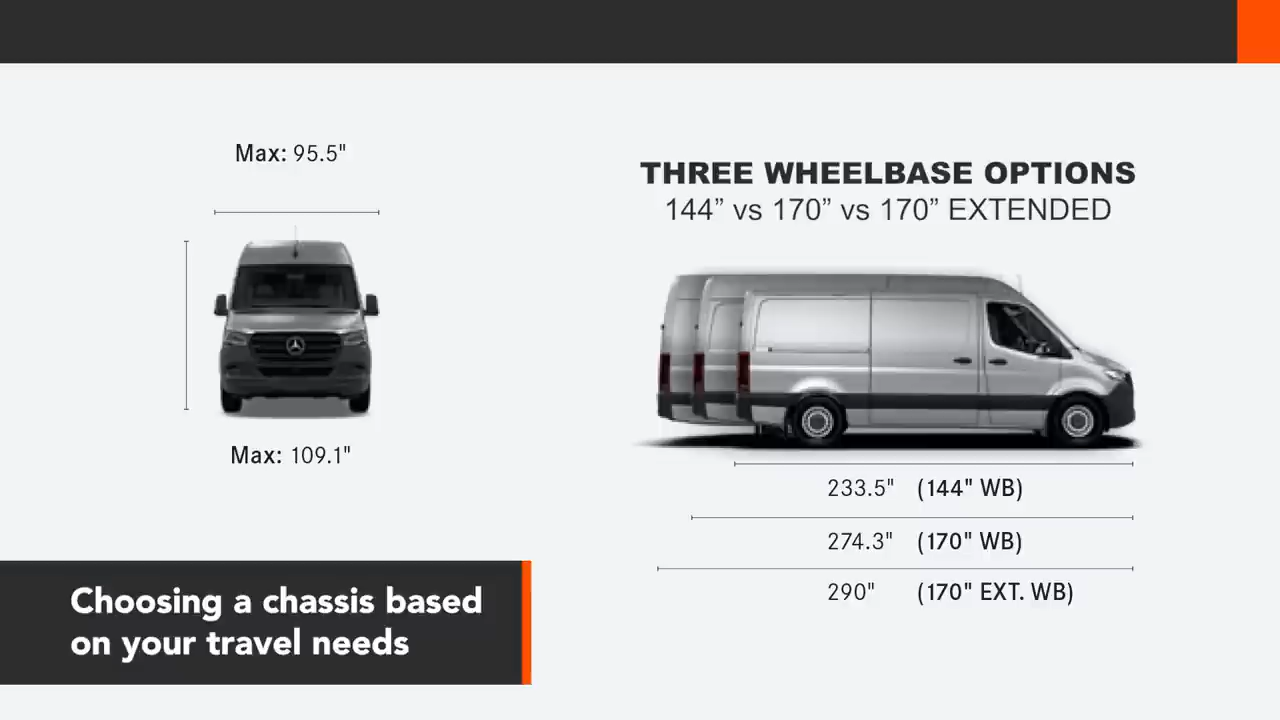 Max: 95.5"
Max: 109.1"
THREE WHEELBASE OPTIONS
144” vs 170” vs 170” EXTENDED
233.5" (144" WB)
274.3" (170" WB)
290" (170" EXT. WB)
Choosing a chassis based
on your travel needs